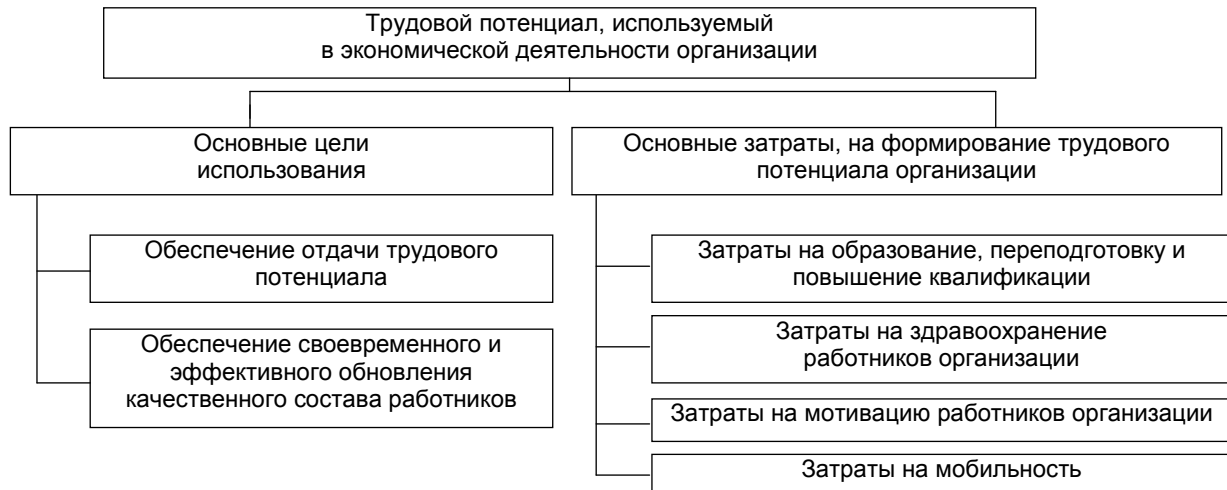 Трудовой потенциал, используемый
в экономической деятельности организации
Основные цели
использования
Основные затраты, на формирование трудового
потенциала организации
Обеспечение отдачи трудового
потенциала
Обеспечение своевременного и
эффективного обновления
качественного состава работников
Затраты на образование, переподготовку и
повышение квалификации
Затраты на здравоохранение
работников организации
Затраты на мотивацию работников организации
Затраты на мобильность